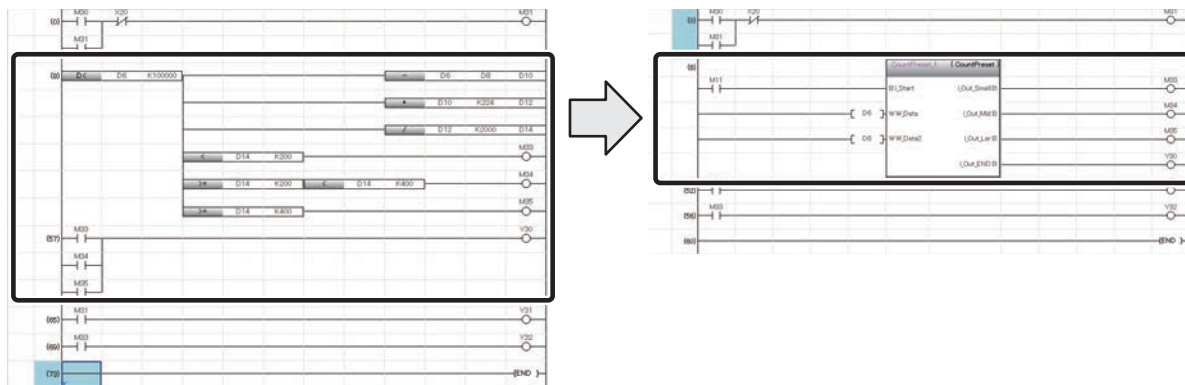 M30 X20 M31
(0)
M31
(8) D< D6 K100000 - D6 D8 D10
* D10 K224 D12
/ D12 K2000 D14
< D14 K200 M33
>= D14 K200 < D14 K400 M34
>= D14 K400 M35
M33 Y30
(57)
M34
M35
M31 Y31
(65)
M33 Y32
(69)
(73) [END]
M30 X20 M31
(0)
M31
(8) CountPreset_1 [CountPreset]
M11 B:i_Start i_Out_Small:B M33
[ D6 ] W:W_Data i_Out_Mid:B M34
[ D8 ] W:W_Data2 i_Out_Lar:B M35
i_Out_END:B Y30
(52)
M33 Y32
(56)
(60) [END]